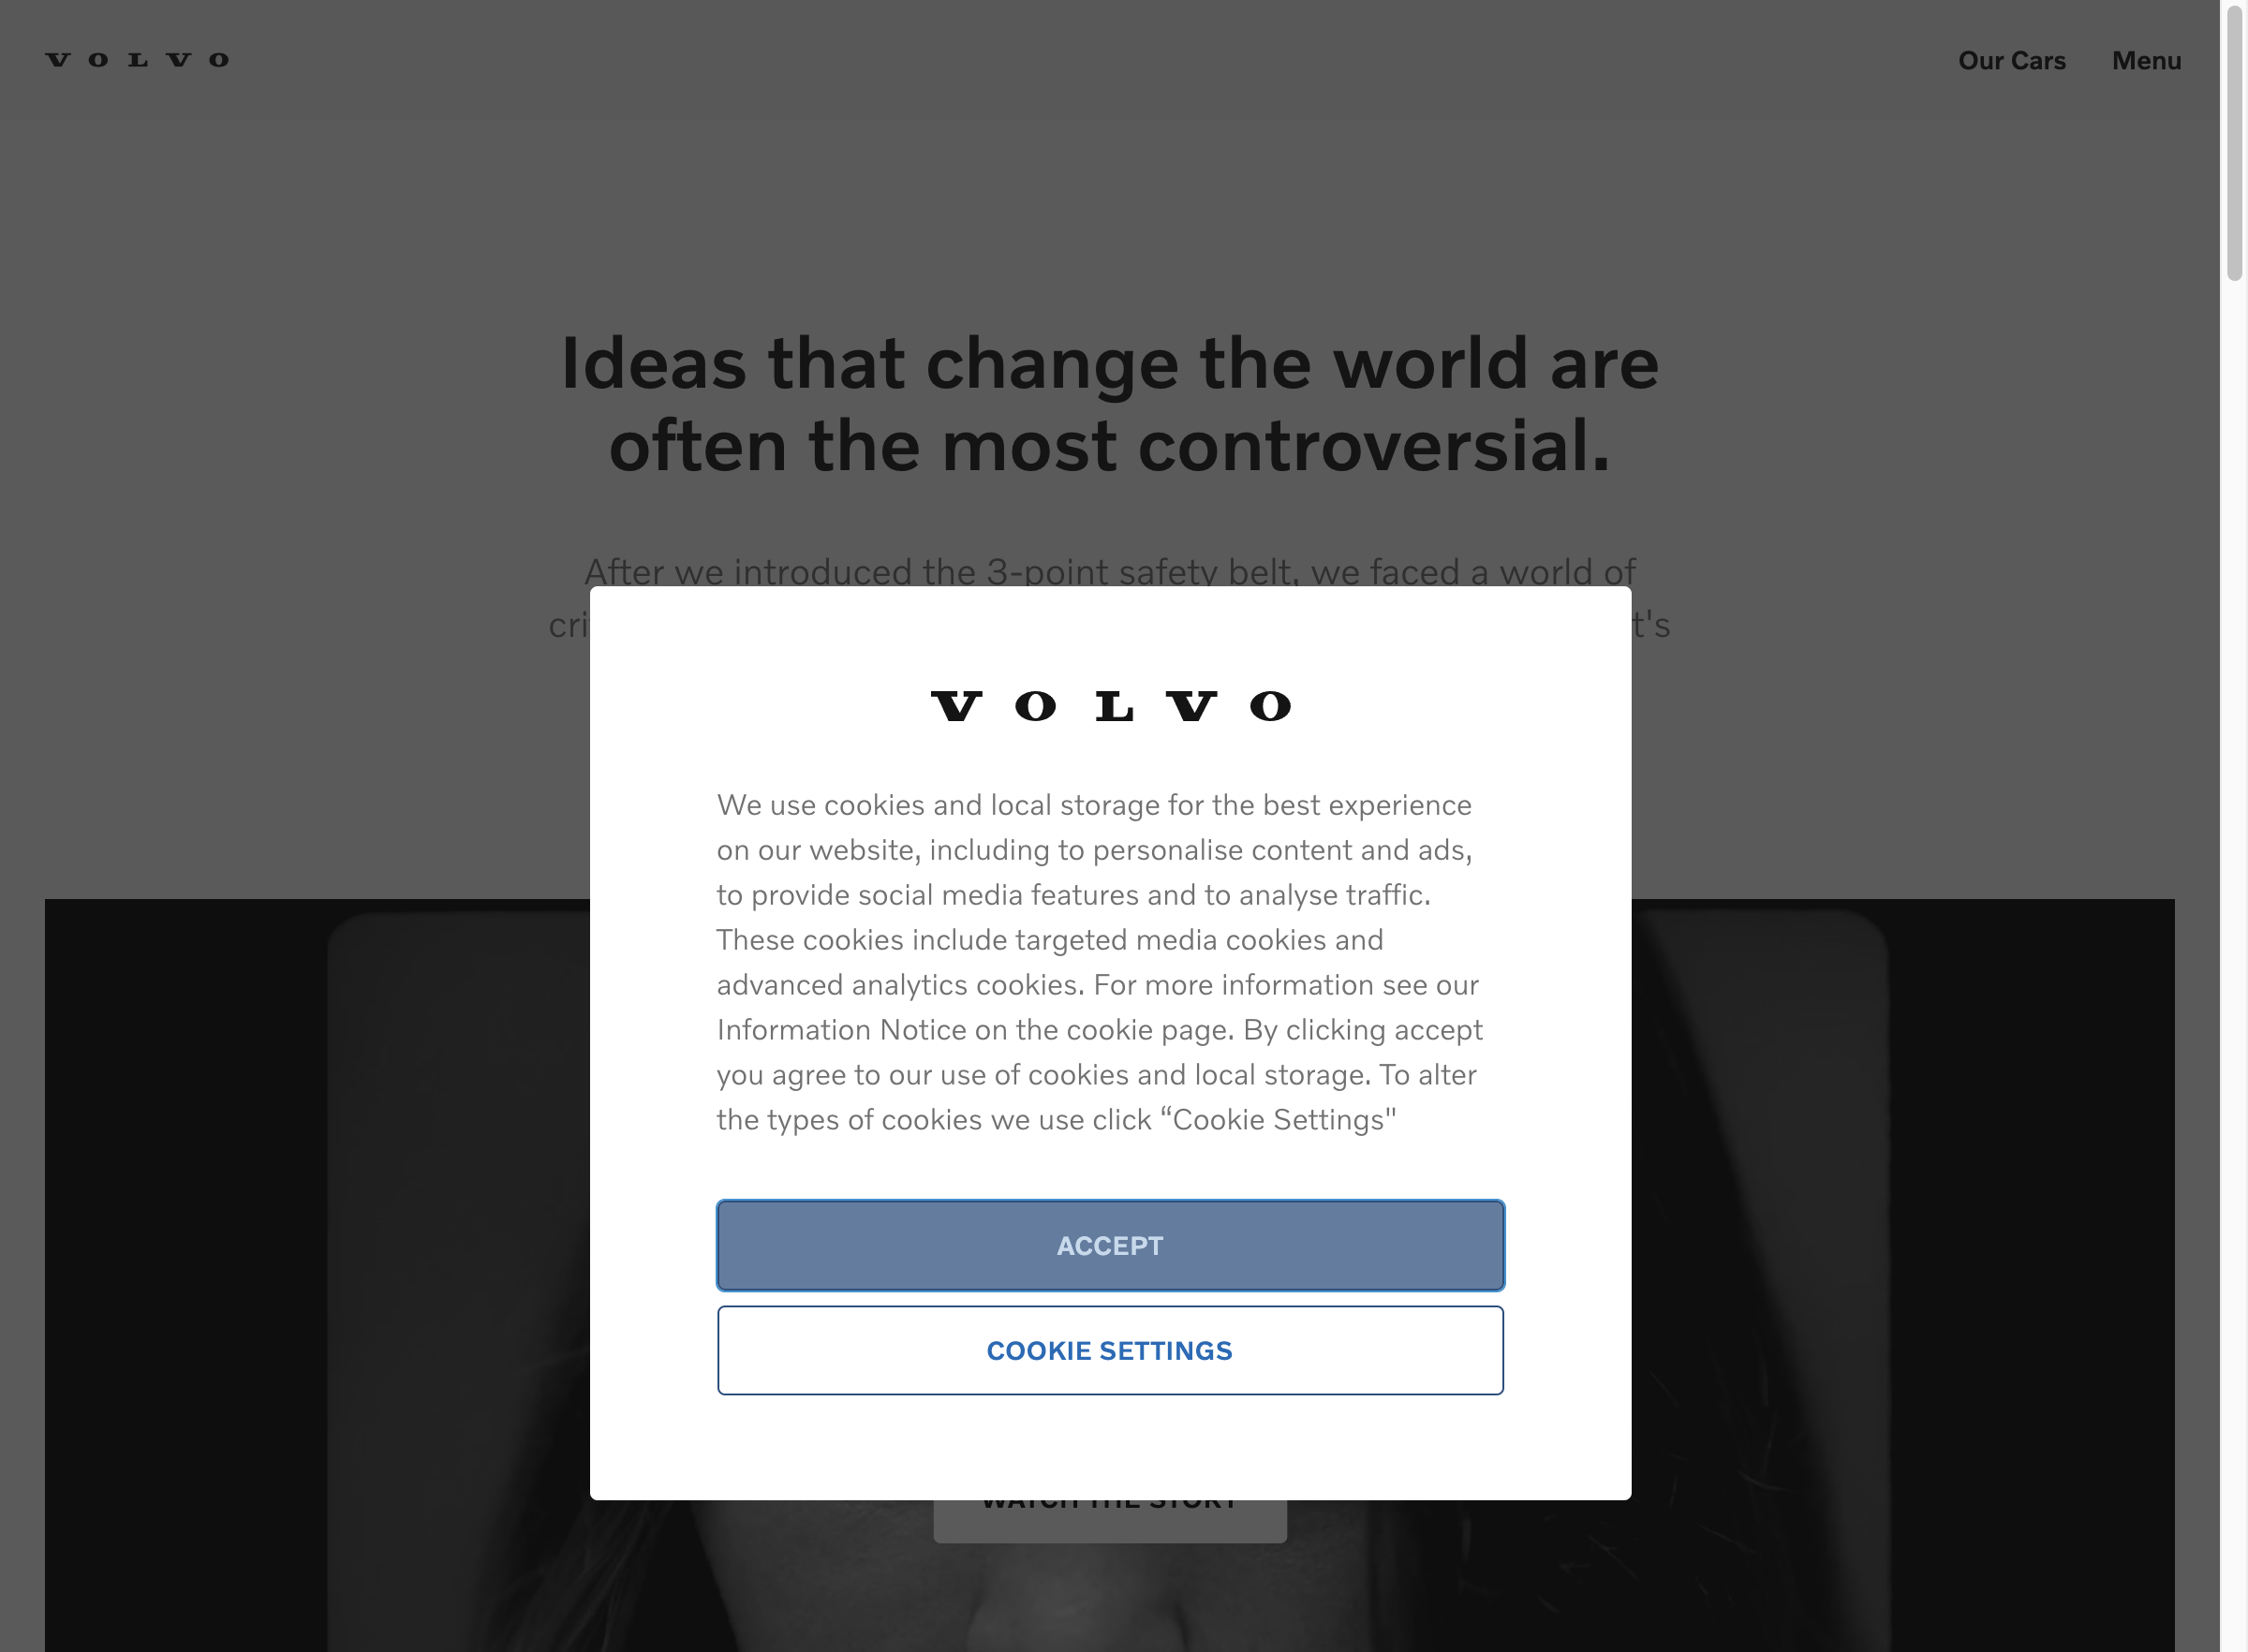 VOLVO
Our Cars Menu
Ideas that change the world are
often the most controversial.
After we introduced the 3-point safety belt, we faced a world of
VOLVO
We use cookies and local storage for the best experience
on our website, including to personalise content and ads,
to provide social media features and to analyse traffic.
These cookies include targeted media cookies and
advanced analytics cookies. For more information see our
Information Notice on the cookie page. By clicking accept
you agree to our use of cookies and local storage. To alter
the types of cookies we use click “Cookie Settings"
ACCEPT
COOKIE SETTINGS
WATCH THE STORY